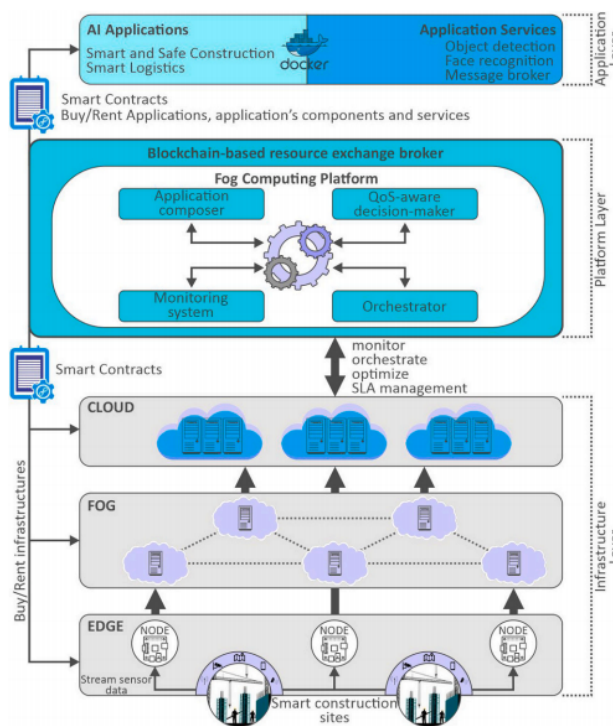 AI Applications
Smart and Safe Construction
Smart Logistics
docker
Application Services
Object detection
Face recognition
Message broker
Application
Layer
Smart Contracts
Buy/Rent Applications, application's components and services
Blockchain-based resource exchange broker
Fog Computing Platform
Application
composer
QoS-aware
decision-maker
Monitoring
system
Orchestrator
Platform Layer
Smart Contracts
monitor
orchestrate
optimize
SLA management
CLOUD
FOG
EDGE
NODE
NODE
NODE
Stream sensor
data
Smart construction
sites
Buy/Rent infrastructures
Infrastructure